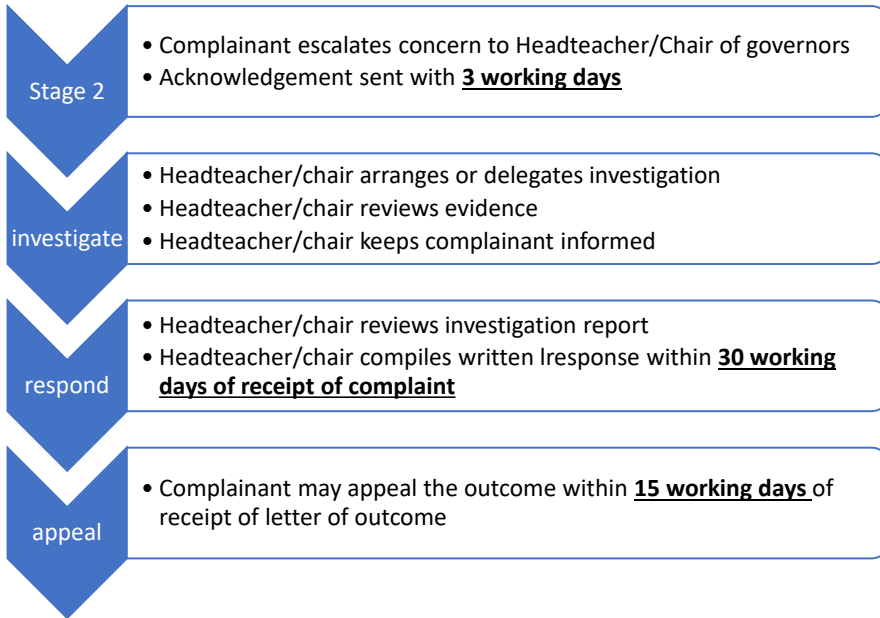 Stage 2
• Complainant escalates concern to Headteacher/Chair of governors
• Acknowledgement sent with 3 working days
investigate
• Headteacher/chair arranges or delegates investigation
• Headteacher/chair reviews evidence
• Headteacher/chair keeps complainant informed
respond
• Headteacher/chair reviews investigation report
• Headteacher/chair compiles written lresponse within 30 working
days of receipt of complaint
appeal
• Complainant may appeal the outcome within 15 working days of
receipt of letter of outcome